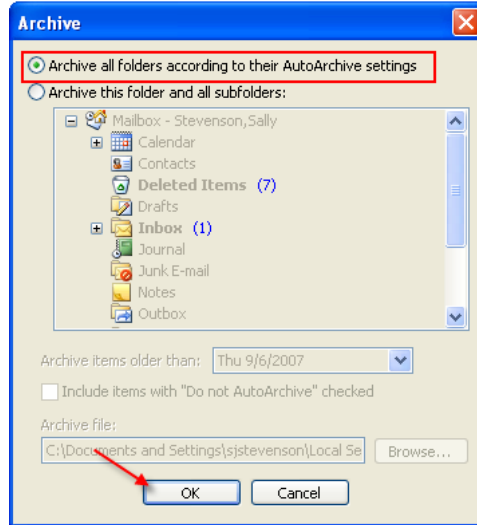 Archive
Archive all folders according to their AutoArchive settings
Archive this folder and all subfolders:
Mailbox - Stevenson,Sally
Calendar
Contacts
Deleted Items (7)
Drafts
Inbox (1)
Journal
Junk E-mail
Notes
Outbox
Archive items older than: Thu 9/6/2007
Include items with "Do not AutoArchive" checked
Archive file:
C:\Documents and Settings\sjstevenson\Local Se Browse...
OK Cancel